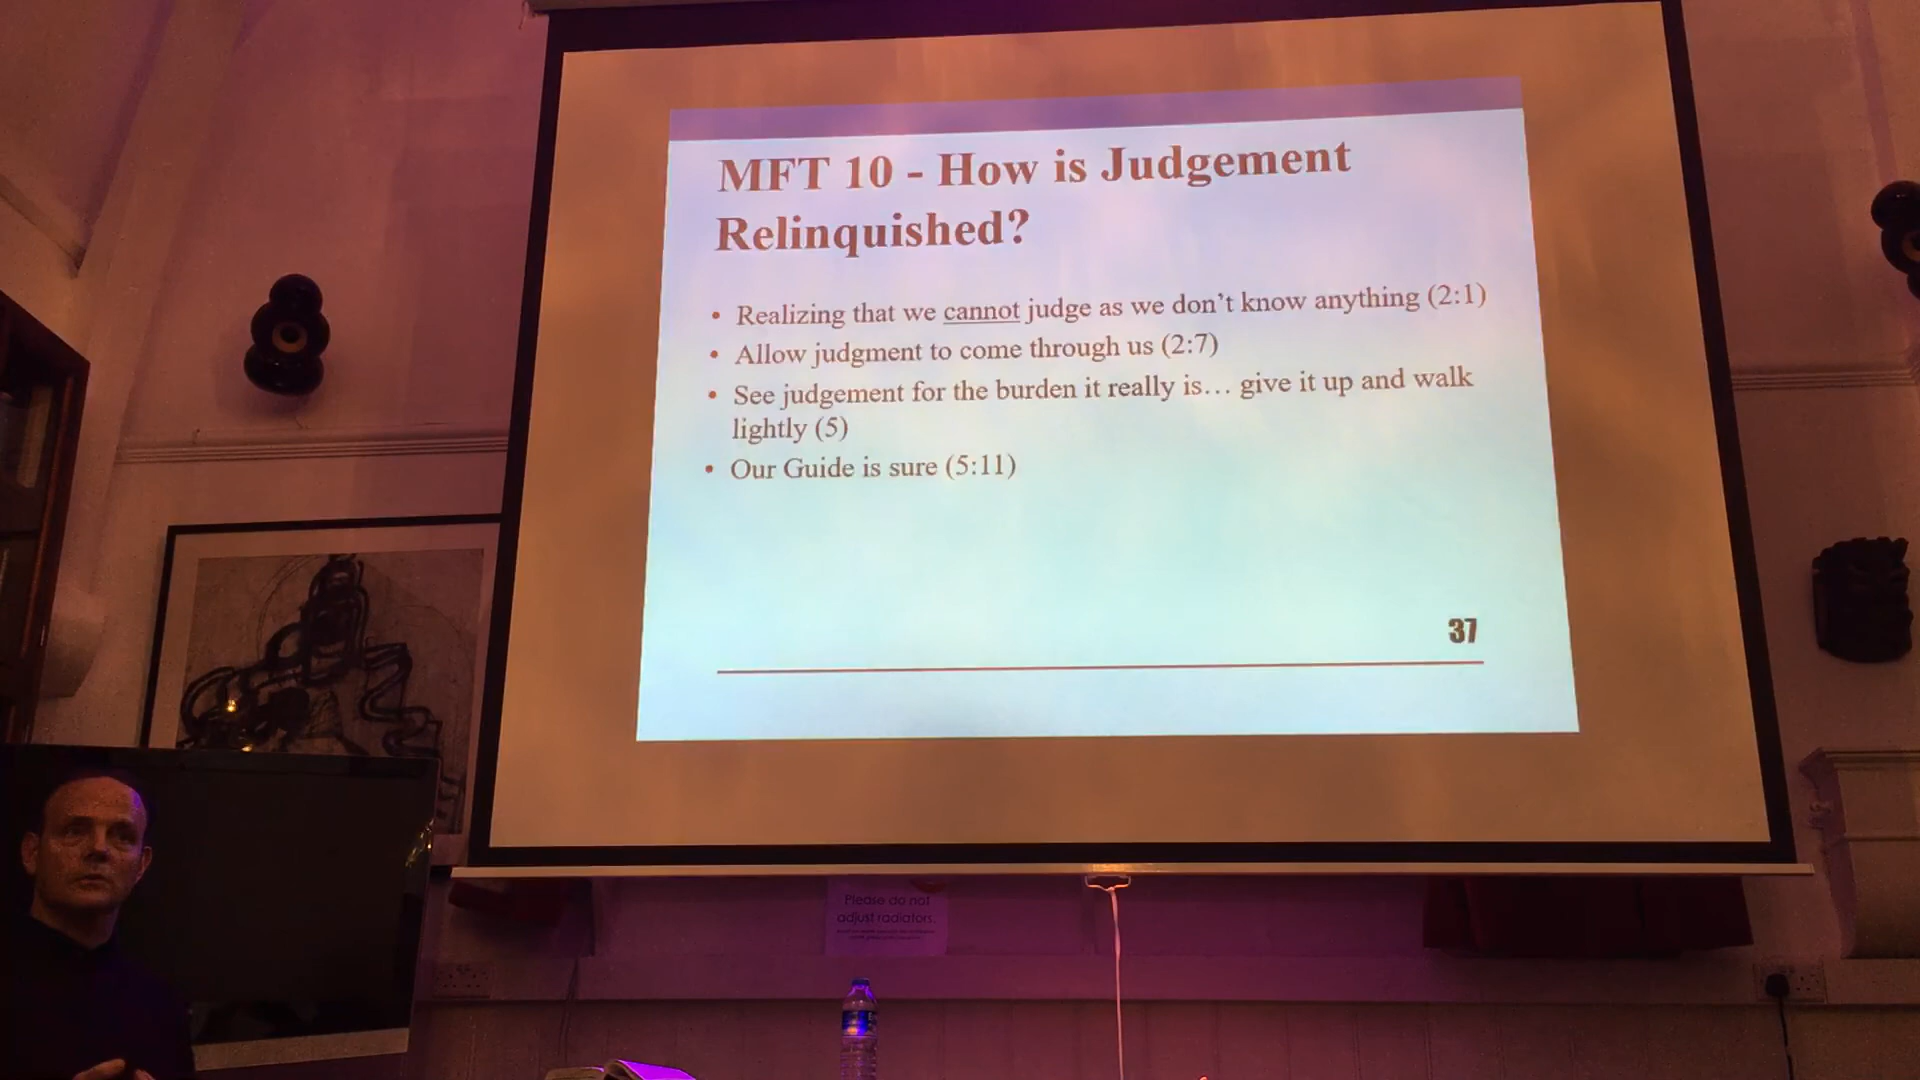 MFT 10 - How is Judgement
Relinquished?
• Realizing that we cannot judge as we don't know anything (2:1)
• Allow judgment to come through us (2:7)
• See judgement for the burden it really is... give it up and walk
lightly (5)
• Our Guide is sure (5:11)
37
Please do not
adjust radiators.